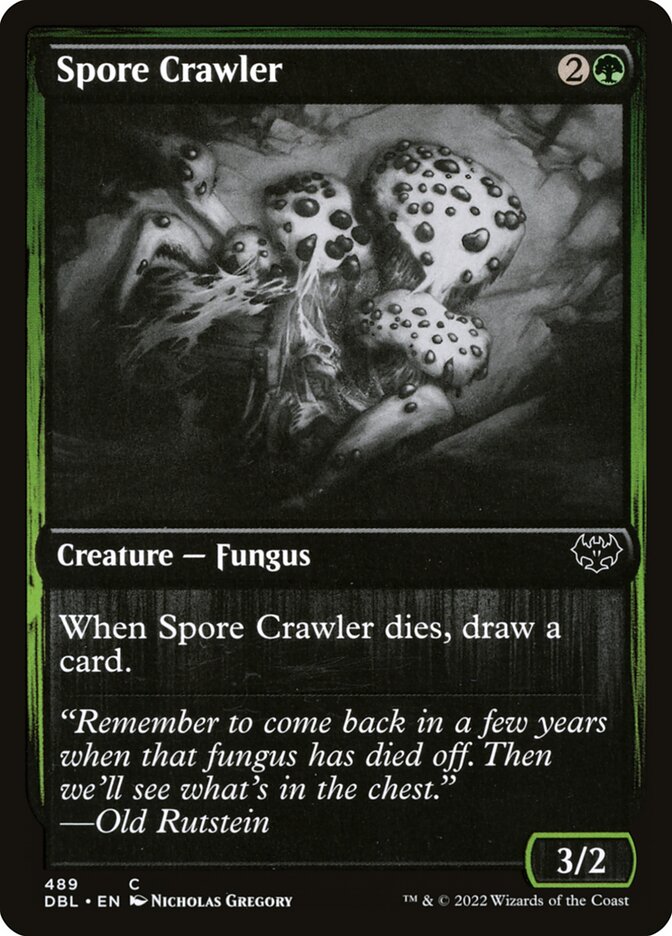 Spore Crawler 2
Creature — Fungus
When Spore Crawler dies, draw a
card.
“Remember to come back in a few years
when that fungus has died off. Then
we’ll see what’s in the chest.”
—Old Rutstein
3/2
489 C
DBL • EN Nicholas Gregory ™ & © 2022 Wizards of the Coast